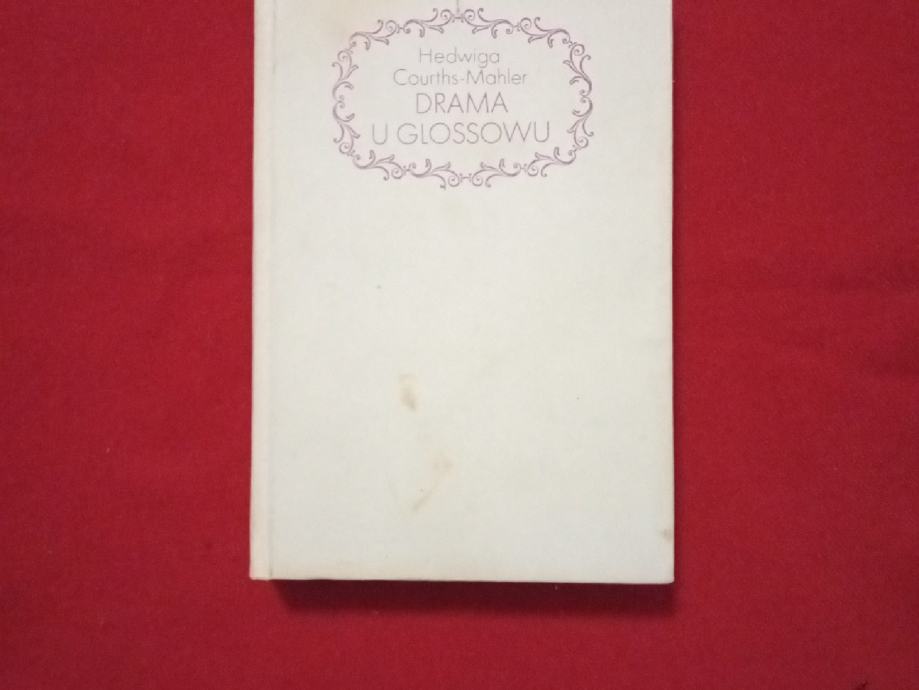 Hedwiga
Courths-Mahler
DRAMA
U GLOSSOWU